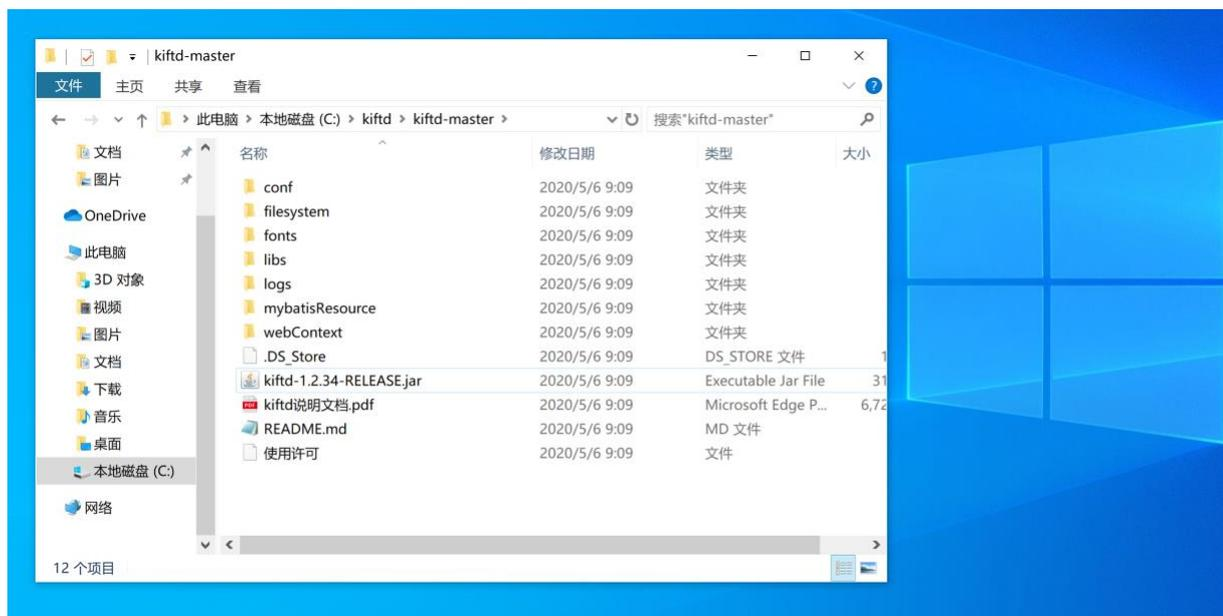 kiftd-master
文件 主页 共享 查看
此电脑 > 本地磁盘 (C:) > kiftd > kiftd-master > 搜索"kiftd-master"
名称 修改日期 类型 大小
文档
图片
OneDrive
此电脑
3D 对象
视频
图片
文档
下载
音乐
桌面
本地磁盘 (C:)
网络
conf 2020/5/6 9:09 文件夹
filesystem 2020/5/6 9:09 文件夹
fonts 2020/5/6 9:09 文件夹
libs 2020/5/6 9:09 文件夹
logs 2020/5/6 9:09 文件夹
mybatisResource 2020/5/6 9:09 文件夹
webContext 2020/5/6 9:09 文件夹
.DS_Store 2020/5/6 9:09 DS_STORE 文件 1
kiftd-1.2.34-RELEASE.jar 2020/5/6 9:09 Executable Jar File 31
kiftd说明文档.pdf 2020/5/6 9:09 Microsoft Edge P... 6,72
README.md 2020/5/6 9:09 MD 文件
使用许可 2020/5/6 9:09 文件
12 个项目